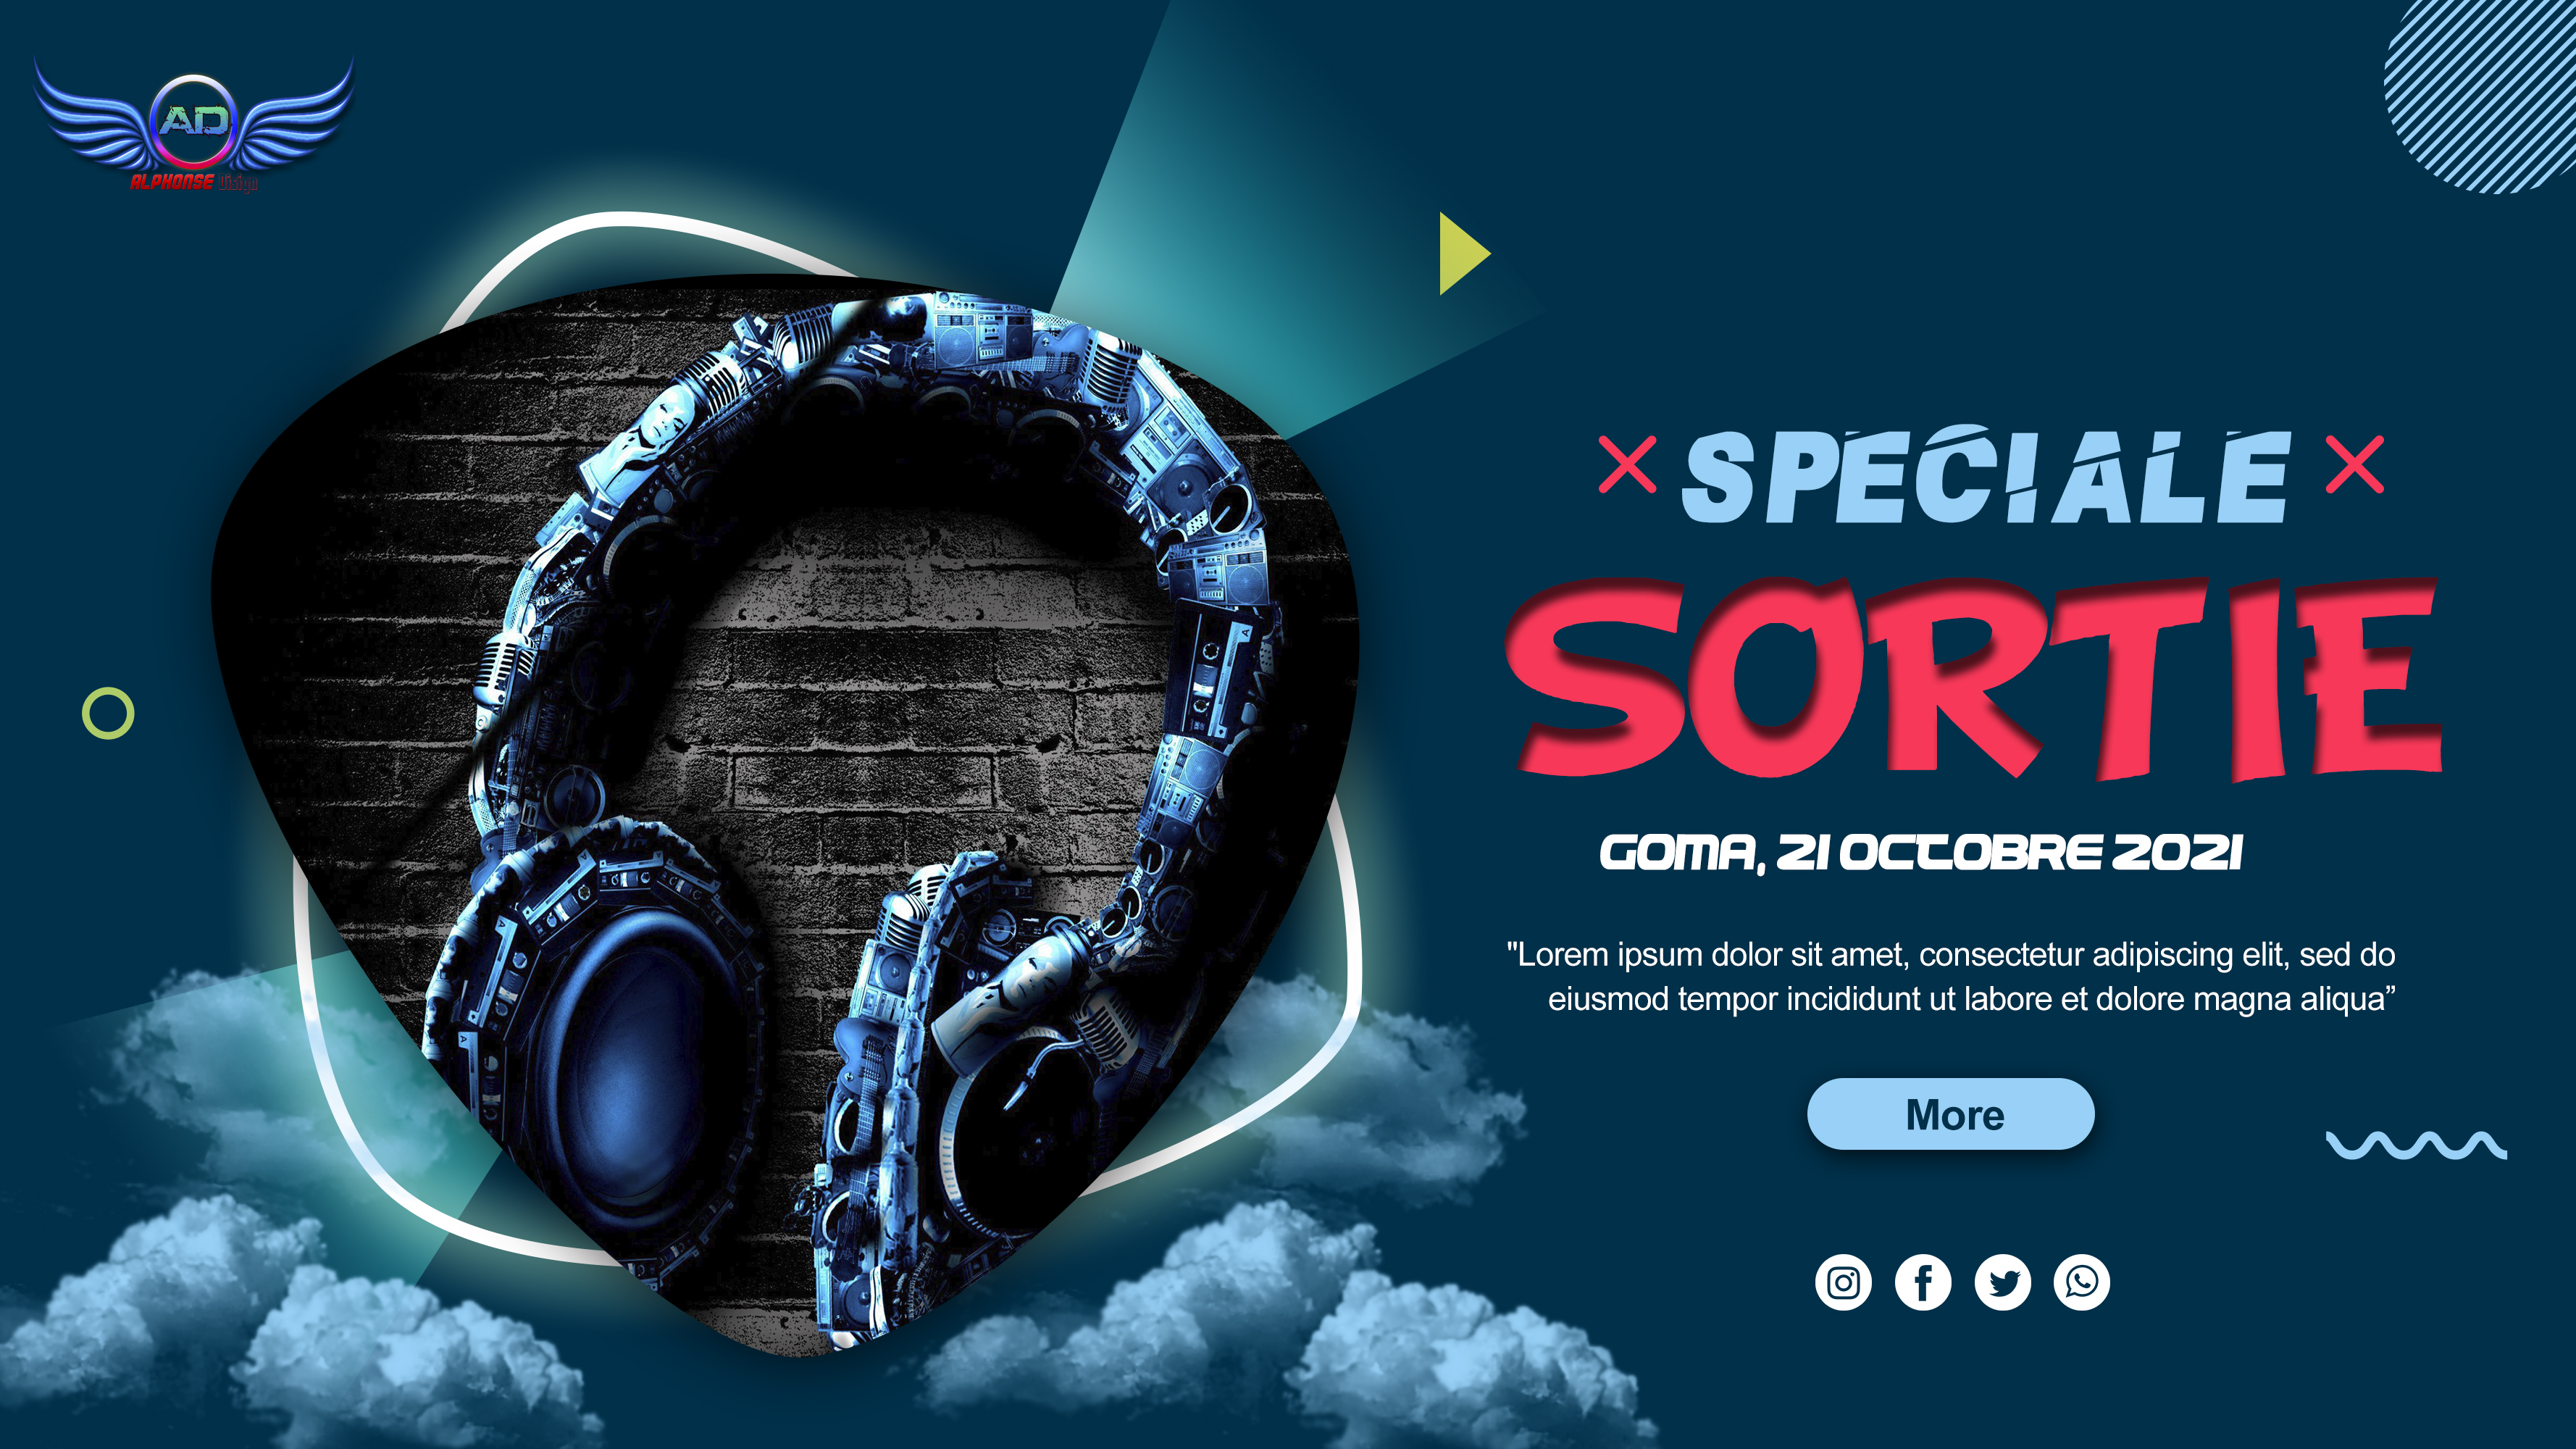 AD
ALPHONSE Disign
SPECIALE
SORTIE
GOMA, 21 OCTOBRE 2021
"Lorem ipsum dolor sit amet, consectetur adipiscing elit, sed do
eiusmod tempor incididunt ut labore et dolore magna aliqua”
More